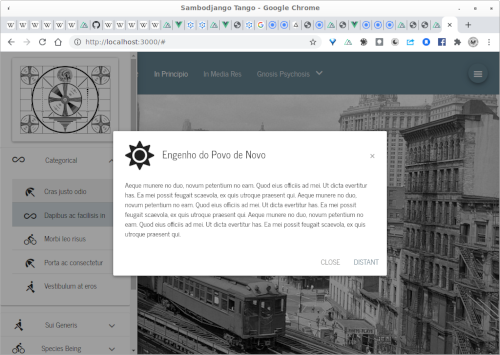 Sambodjango Tango - Google Chrome
http://localhost:3000/#
In Principio
In Media Res
Gnosis Psychosis
Categorical
Cras justo odio
Dapibus ac facilisis in
Morbi leo risus
Porta ac consectetur
Vestibulum at eros
Sui Generis
Species Being
Engenho do Povo de Novo
×
Aeque munere no duo, novum petentium no eam. Quod eius officiis ad mei. Ut dicta evertitur
has. Ea mei possit feugait scaevola, ex quis utroque praesent qui. Aeque munere no duo,
novum petentium no eam. Quod eius officiis ad mei. Ut dicta evertitur has. Ea mei possit
feugait scaevola, ex quis utroque praesent qui. Aeque munere no duo, novum petentium no
eam. Quod eius officiis ad mei. Ut dicta evertitur has. Ea mei possit feugait scaevola, ex quis
utroque praesent qui.
CLOSE
DISTANT